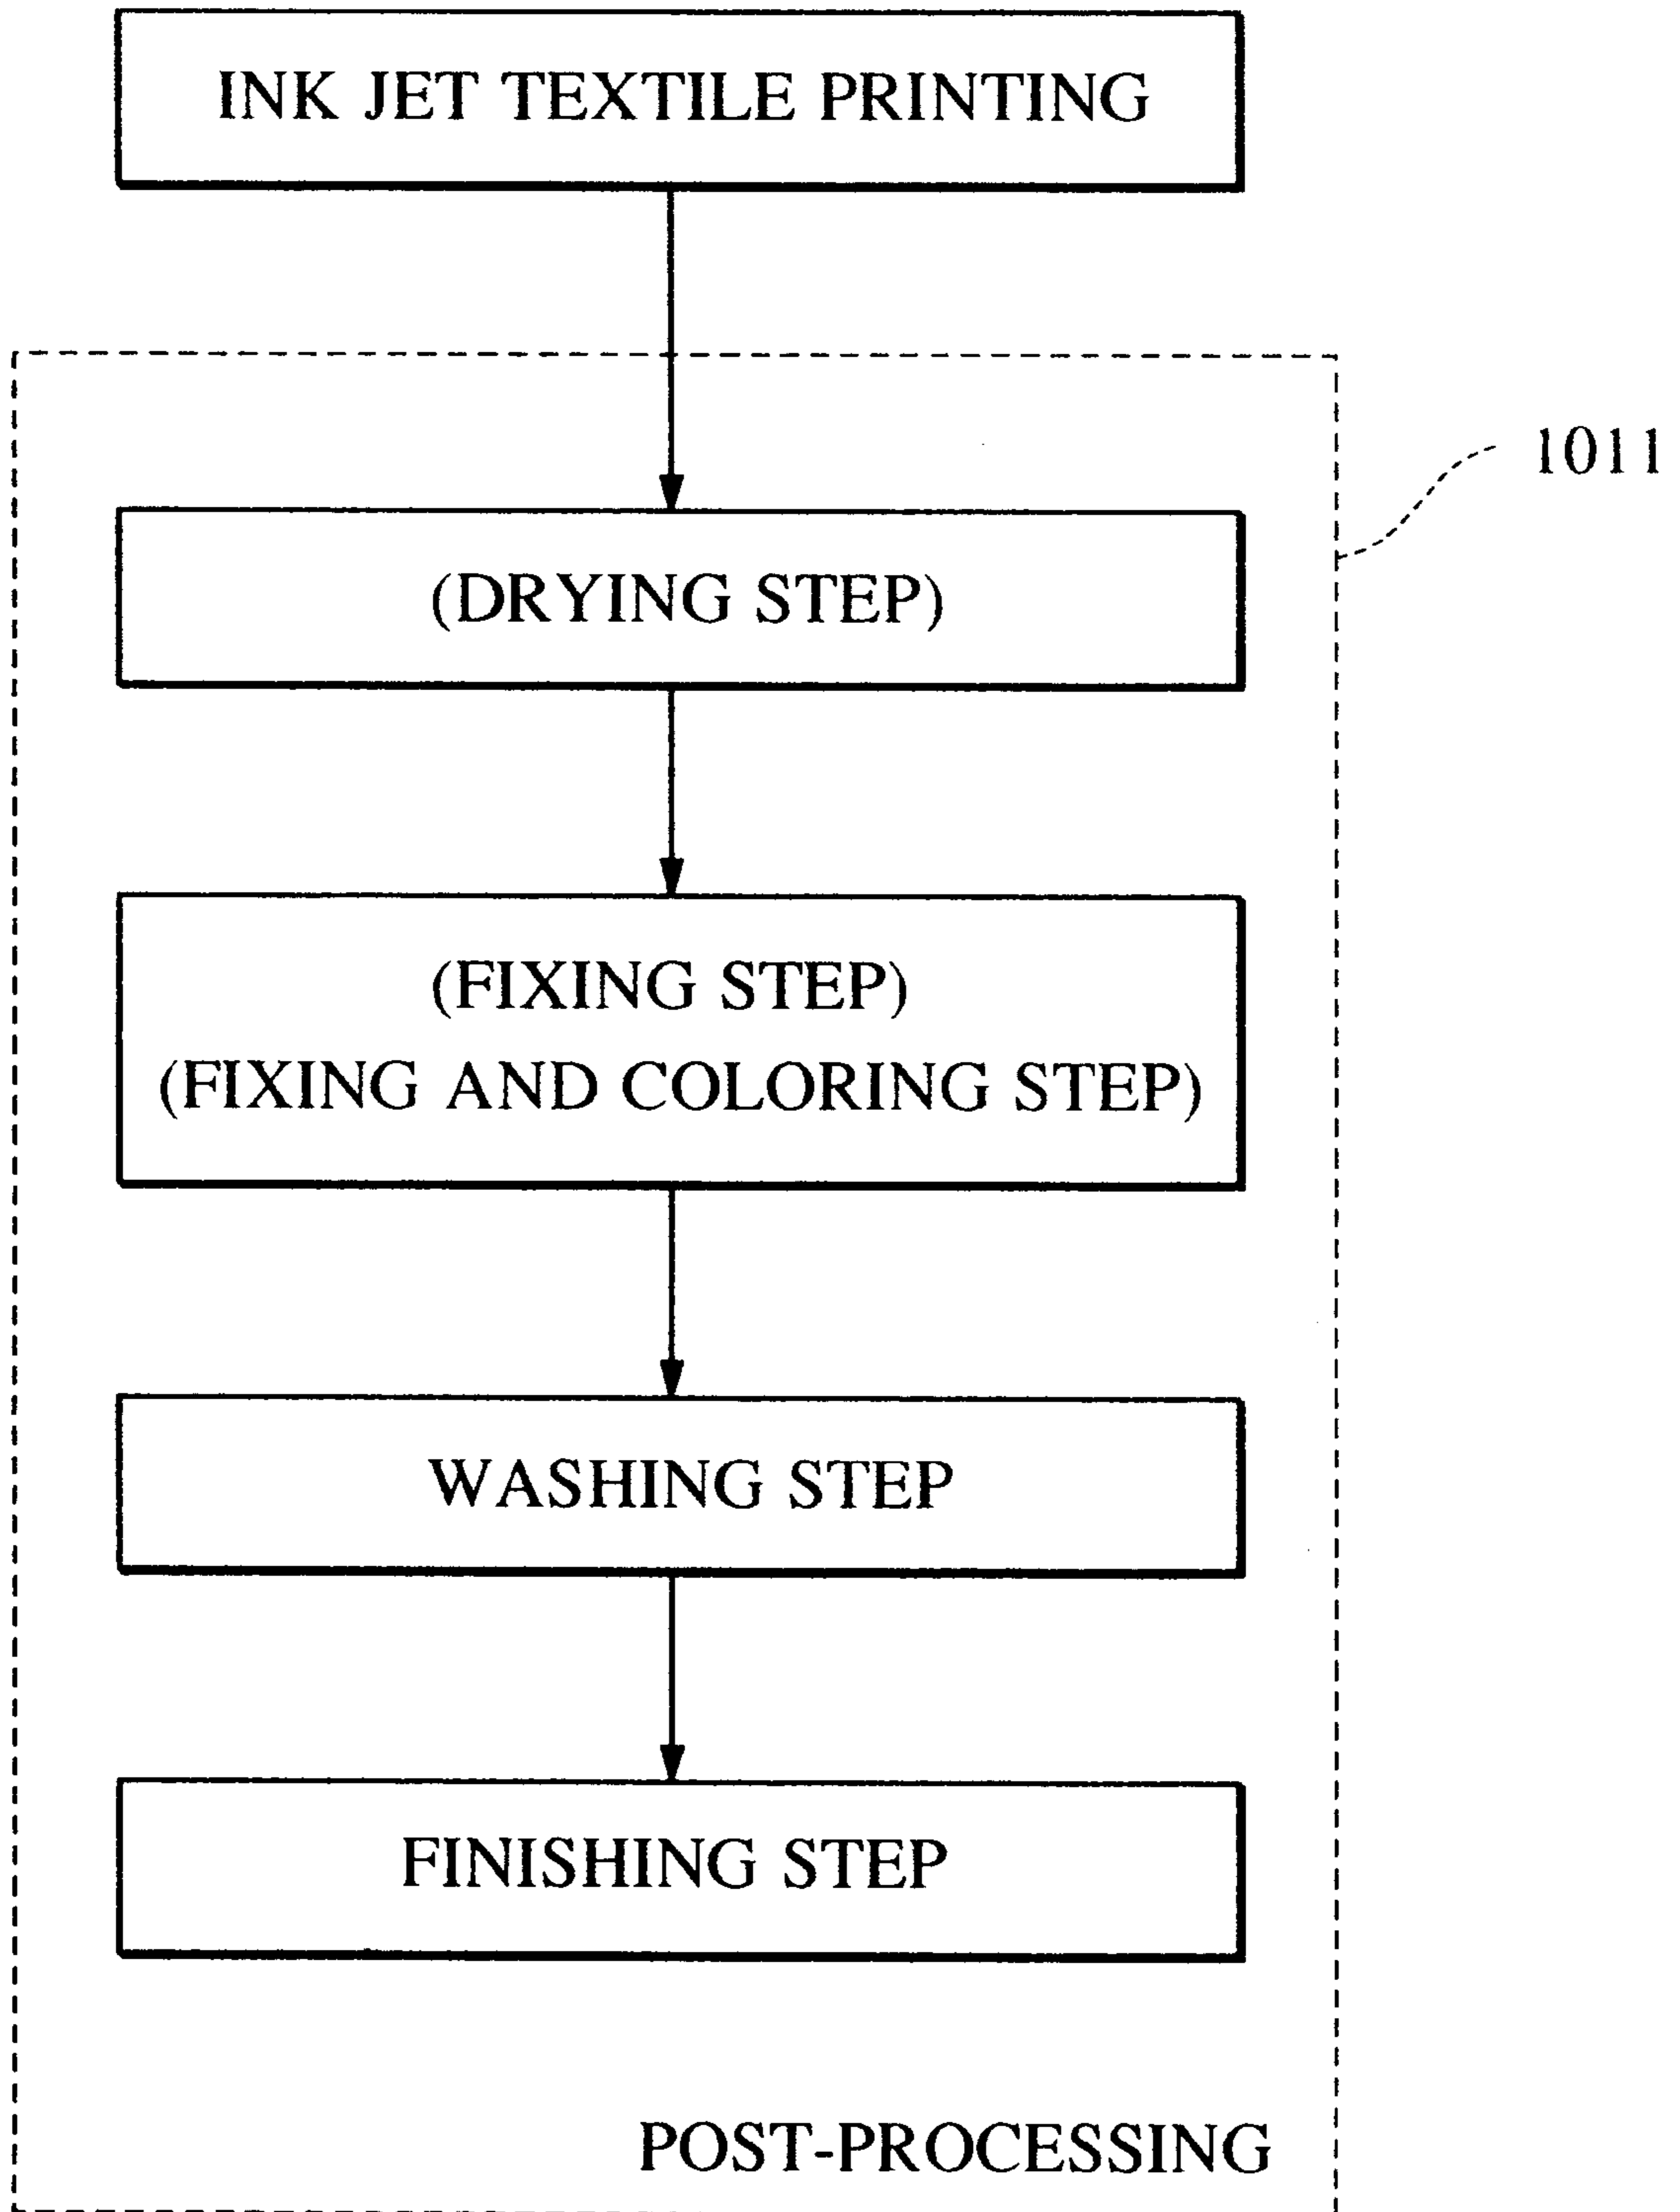 INK JET TEXTILE PRINTING
1011
(DRYING STEP)
(FIXING STEP)
(FIXING AND COLORING STEP)
WASHING STEP
FINISHING STEP
POST-PROCESSING